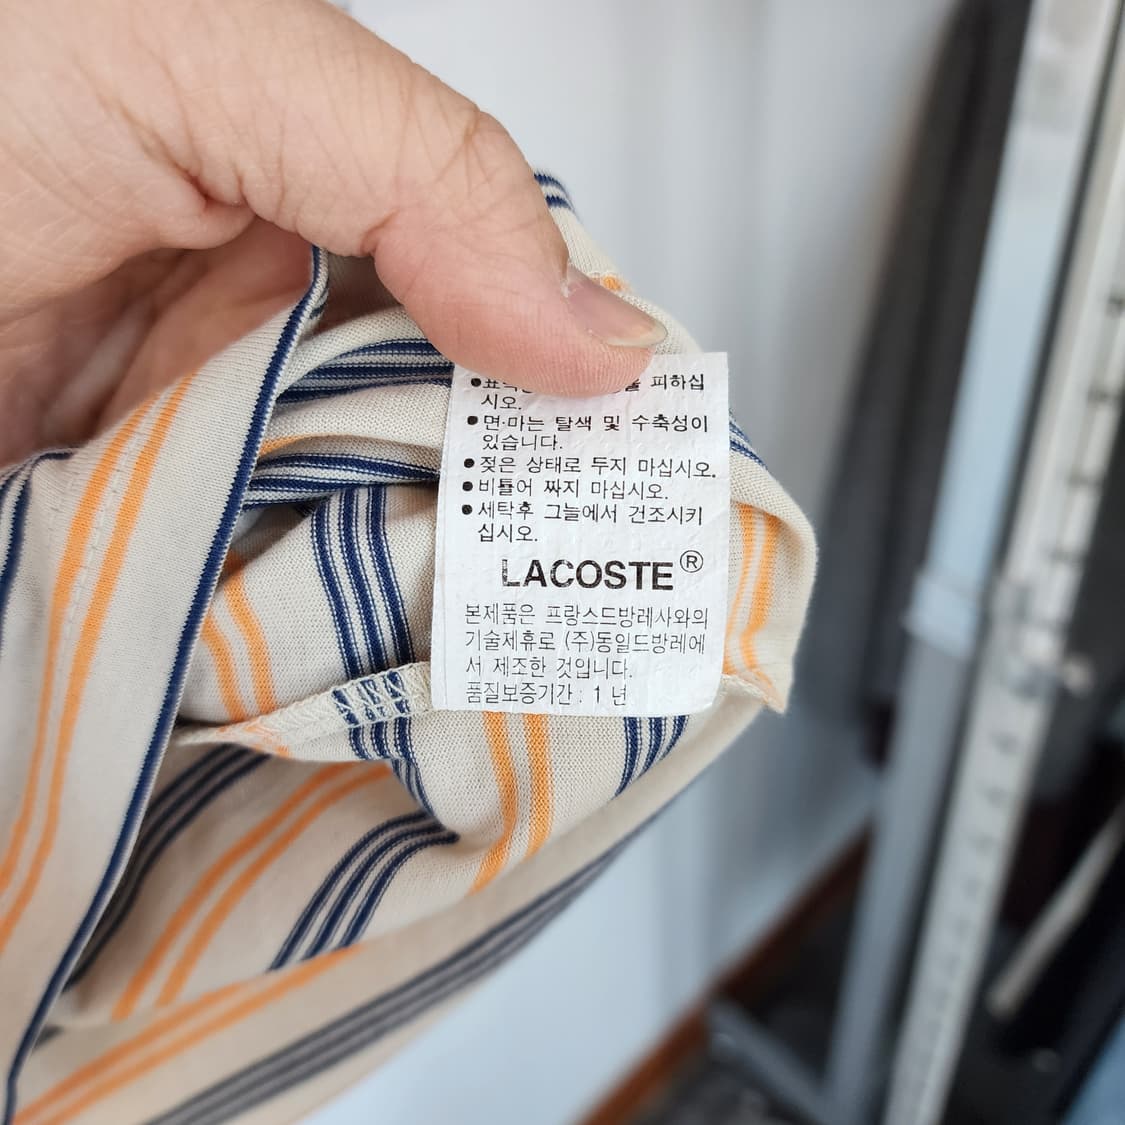 을 피하십
시오.
● 면·마는 탈색 및 수축성이
있습니다.
● 젖은 상태로 두지 마십시오.
● 비틀어 짜지 마십시오.
● 세탁후 그늘에서 건조시키
십시오.
LACOSTE®
본제품은 프랑스드방레사와의
기술제휴로 (주)동일드방레에
서 제조한 것입니다.
품질보증기간 : 1 년